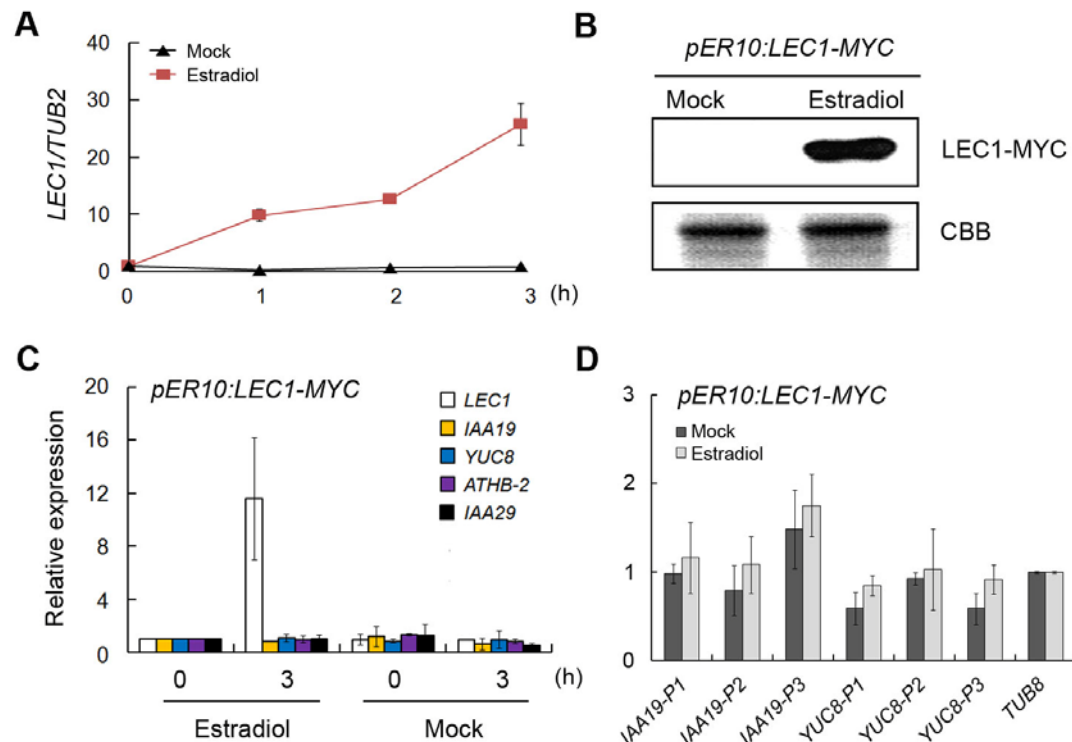 A
Mock
Estradiol
LEC1/TUB2
40
30
20
10
0
0 1 2 3 (h)
B
pER10:LEC1-MYC
Mock Estradiol
LEC1-MYC
CBB
C
pER10:LEC1-MYC
Relative expression
20
16
12
8
4
0
LEC1
IAA19
YUC8
ATHB-2
IAA29
0 3 0 3 (h)
Estradiol Mock
D
pER10:LEC1-MYC
Mock
Estradiol
3
2
1
0
IAA19-P1 IAA19-P2 IAA19-P3 YUC8-P1 YUC8-P2 YUC8-P3 TUB8